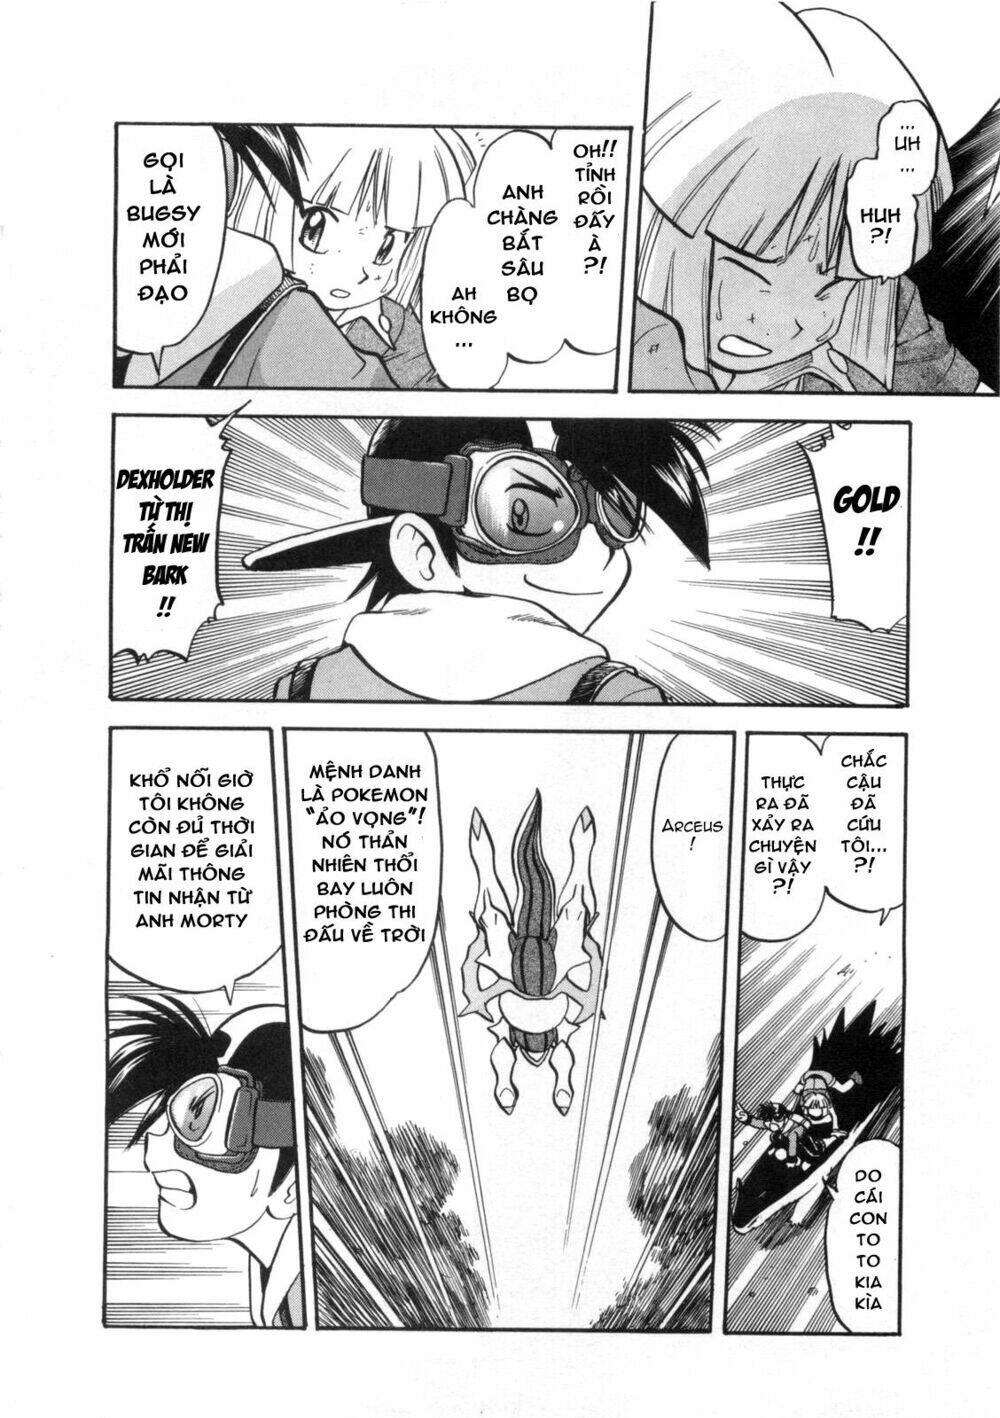 ...
UH
...
HUH
?!
OH!!
TỈNH
RỒI
ĐẤY
À
?!
ANH
CHÀNG
BẮT
SÂU
BỌ
AH
KHÔNG
...
GỌI
LÀ
BUGSY
MỚI
PHẢI
ĐẠO
GOLD
!!
DEXHOLDER
TỪ THỊ
TRẤN NEW
BARK
!!
CHẮC
CẬU
ĐÃ
CỨU
TÔI...
?!
THỰC
RA ĐÃ
XẢY RA
CHUYỆN
GÌ VẬY
?!
DO
CÁI
CON
TO
TO
KIA
KÌA
ARCEUS
!
MỆNH DANH
LÀ POKEMON
"ẢO VỌNG"!
NÓ THẢN
NHIÊN THỔI
BAY LUÔN
PHÒNG THI
ĐẤU VỀ TRỜI
KHỔ NỖI GIỜ
TÔI KHÔNG
CÒN ĐỦ THỜI
GIAN ĐỂ GIẢI
MÃI THÔNG
TIN NHẬN TỪ
ANH MORTY